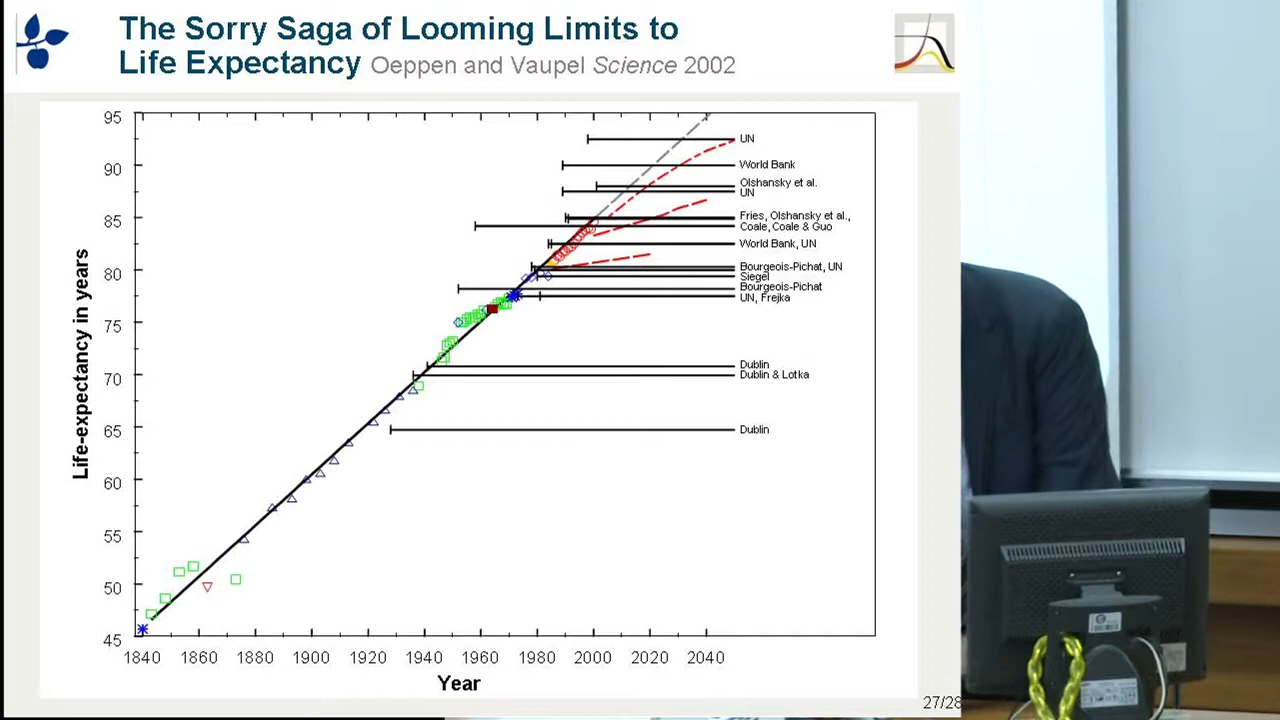 The Sorry Saga of Looming Limits to
Life Expectancy Oeppen and Vaupel Science 2002
95
90
85
80
75
70
65
60
55
50
45
Life-expectancy in years
UN
World Bank
Olshansky et al.
UN
Fries, Olshansky et al.,
Coale, Coale & Guo
World Bank, UN
Bourgeois-Pichat, UN
Siegel
Bourgeois-Pichat
UN, Frejka
Dublin
Dublin & Lotka
Dublin
1840 1860 1880 1900 1920 1940 1960 1980 2000 2020 2040
Year
27/28